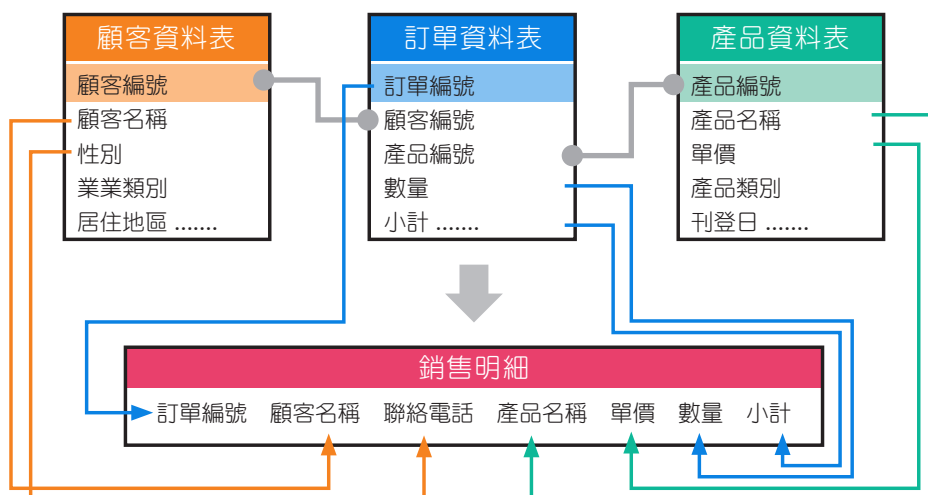 顧客資料表
顧客編號
顧客名稱
性別
業業類別
居住地區 .......
訂單資料表
訂單編號
顧客編號
產品編號
數量
小計 .......
產品資料表
產品編號
產品名稱
單價
產品類別
刊登日 .......
銷售明細
訂單編號 顧客名稱 聯絡電話 產品名稱 單價 數量 小計